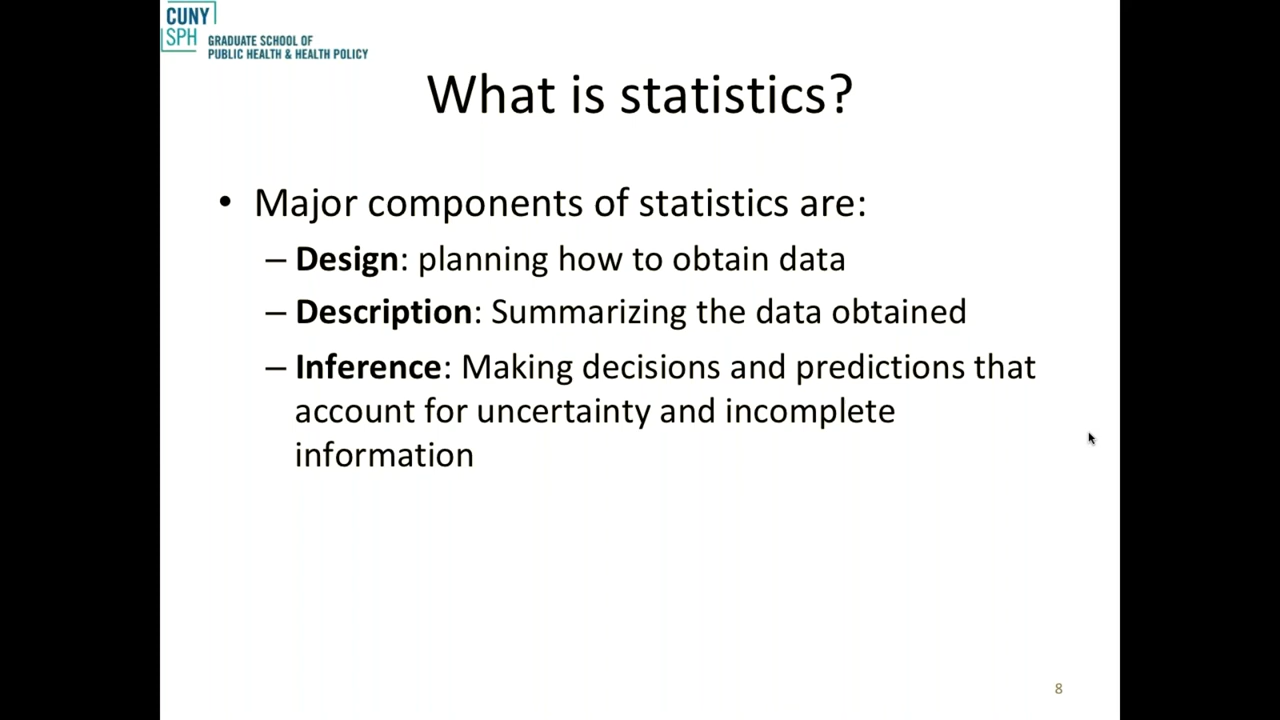 CUNY
SPH
GRADUATE SCHOOL OF
PUBLIC HEALTH & HEALTH POLICY
What is statistics?
• Major components of statistics are:
– Design: planning how to obtain data
– Description: Summarizing the data obtained
– Inference: Making decisions and predictions that
account for uncertainty and incomplete
information
8